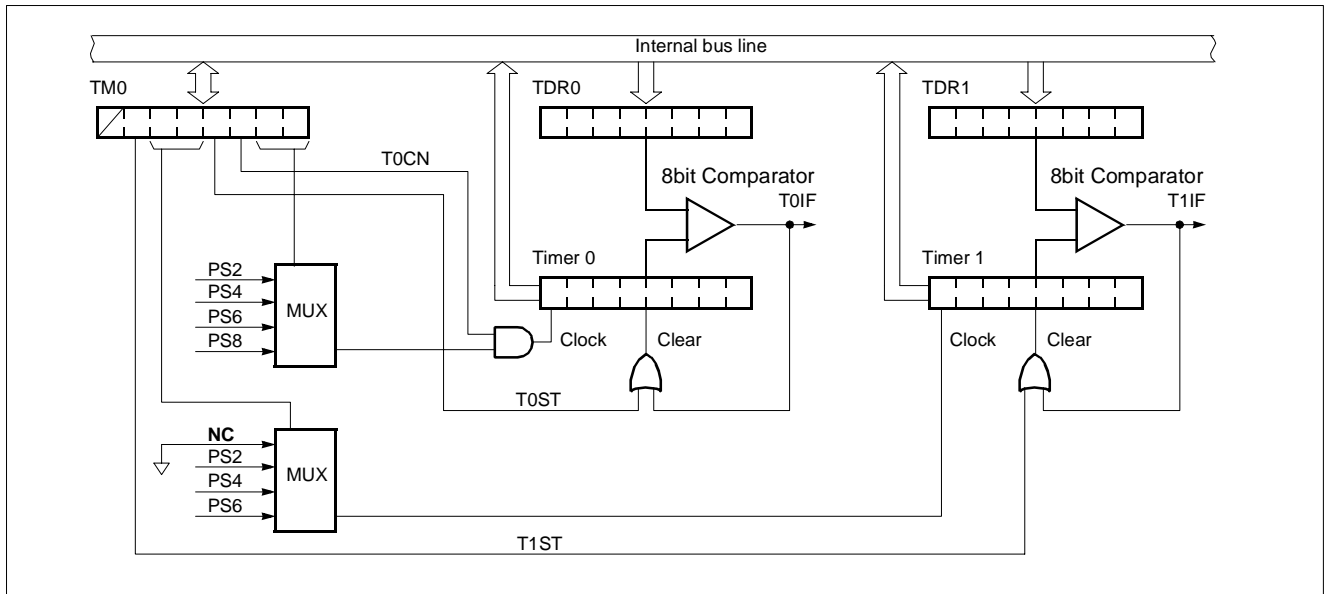 Internal bus line
TM0
TDR0
TDR1
T0CN
8bit Comparator
T0IF
8bit Comparator
T1IF
Timer 0
Timer 1
PS2
PS4
PS6
PS8
MUX
Clock
Clear
Clock
Clear
T0ST
NC
PS2
PS4
PS6
MUX
T1ST